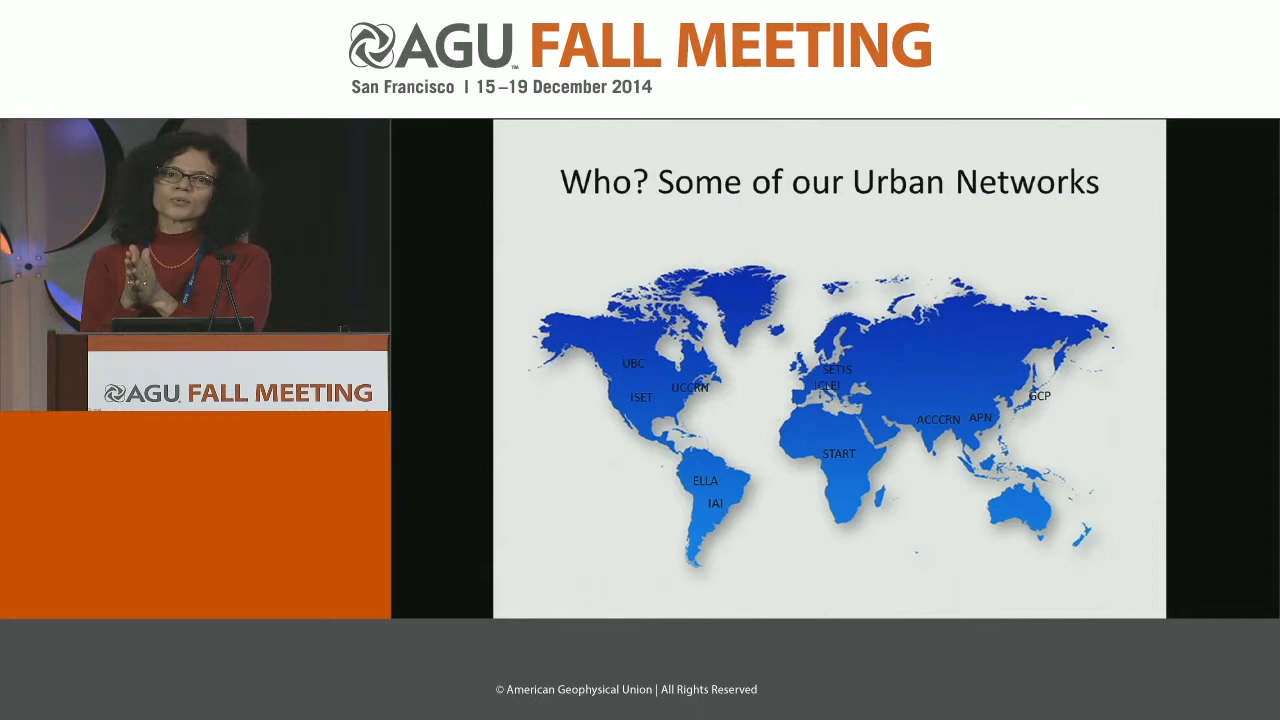 AGU™ FALL MEETING
San Francisco | 15–19 December 2014
AGU FALL MEETING
Who? Some of our Urban Networks
UBC
SETIS
UCCRN
ICLEI
ISET
GCP
ACCCRN
APN
START
ELLA
IAI
© American Geophysical Union | All Rights Reserved